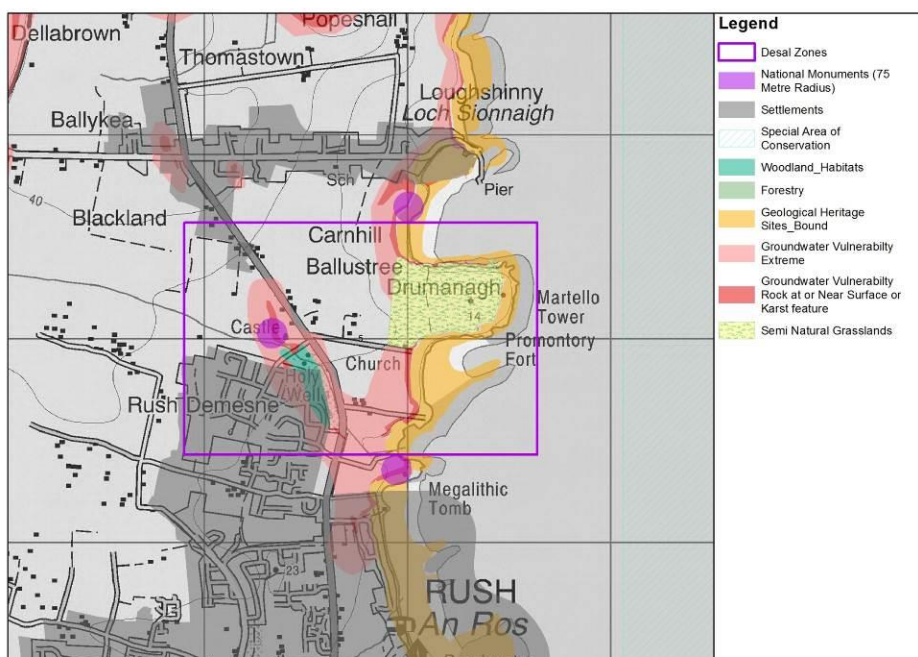 Dellabrown
Popeshall
Thomastown
Loughshinny
Loch Sionnaigh
Ballykea
Sch
Pier
40
Blackland
Carnhill
Ballustree
Drumanagh
14
Martello
Tower
Castle
5
Promontory
Fort
Church
Holy
Well
Rush Demesne
Megalithic
Tomb
23
RUSH
An Ros
Legend
Desal Zones
National Monuments (75
Metre Radius)
Settlements
Special Area of
Conservation
Woodland_Habitats
Forestry
Geological Heritage
Sites_Bound
Groundwater Vulnerabilty
Extreme
Groundwater Vulnerabilty
Rock at or Near Surface or
Karst feature
Semi Natural Grasslands